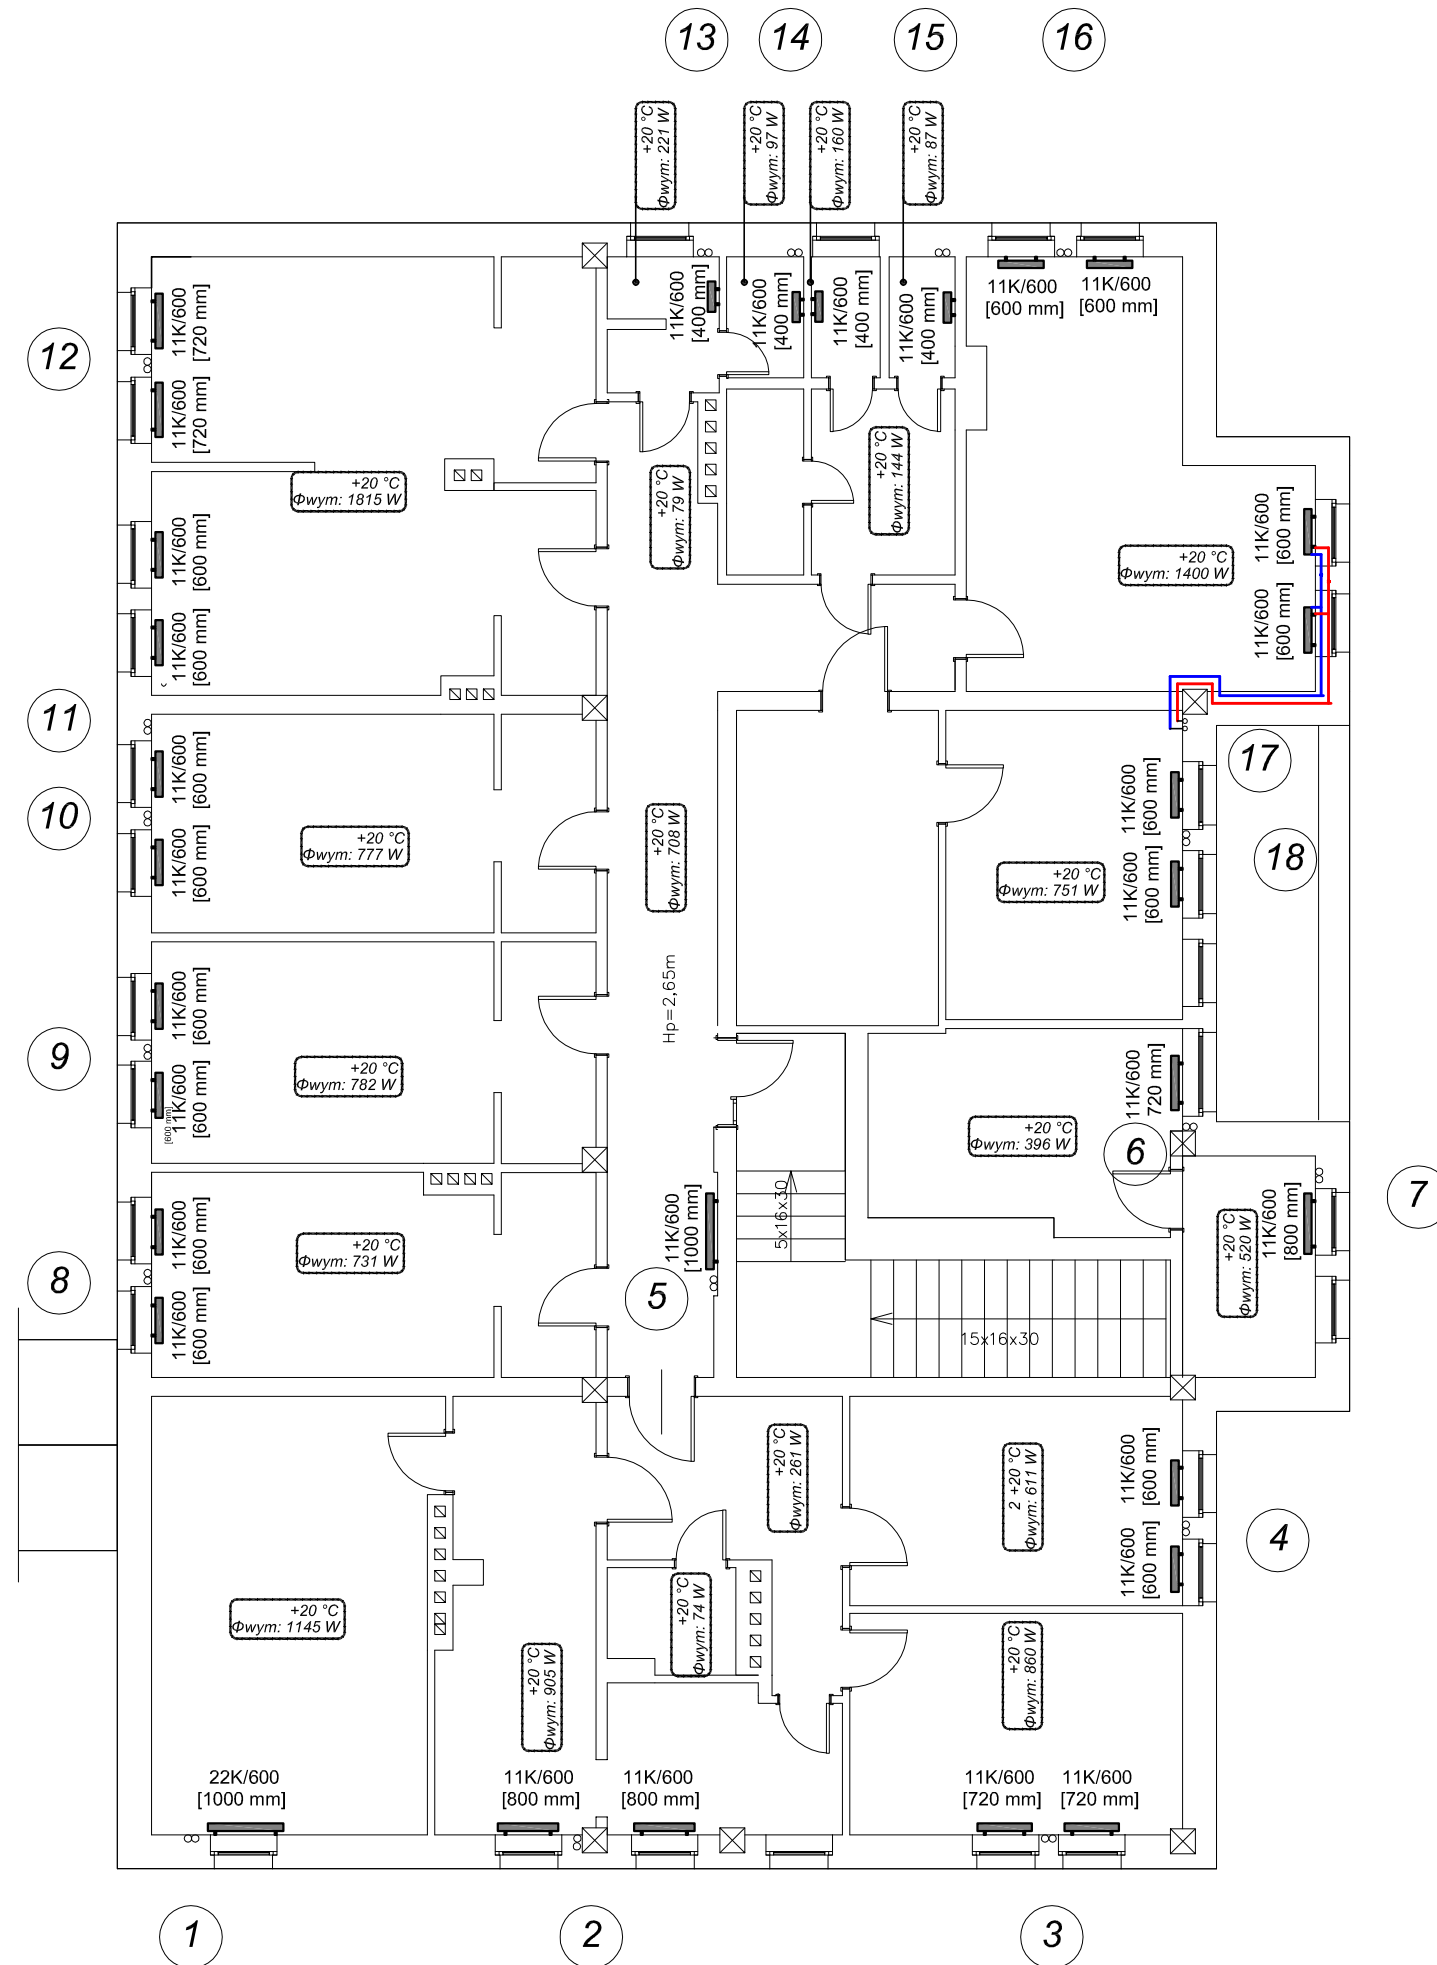 13
14
15
16
+20 °C
Φwym: 221 W
+20 °C
Φwym: 97 W
+20 °C
Φwym: 160 W
+20 °C
Φwym: 87 W
11K/600
[400 mm]
11K/600
[400 mm]
11K/600
[400 mm]
11K/600
[400 mm]
11K/600
[600 mm]
11K/600
[600 mm]
12
11K/600
[720 mm]
11K/600
[720 mm]
+20 °C
Φwym: 1815 W
+20 °C
Φwym: 79 W
+20 °C
Φwym: 144 W
+20 °C
Φwym: 1400 W
11K/600
[600 mm]
11K/600
[600 mm]
11K/600
[600 mm]
11K/600
[600 mm]
11
10
11K/600
[600 mm]
11K/600
[600 mm]
+20 °C
Φwym: 777 W
+20 °C
Φwym: 708 W
+20 °C
Φwym: 751 W
11K/600
[600 mm]
11K/600
[600 mm]
17
18
Hp=2,65m
9
11K/600
[600 mm]
11K/600
[600 mm]
[600 mm]
+20 °C
Φwym: 782 W
11K/600
720 mm]
+20 °C
Φwym: 396 W
6
7
8
11K/600
[600 mm]
11K/600
[600 mm]
+20 °C
Φwym: 731 W
11K/600
[1000 mm]
5
5x16x30
15x16x30
+20 °C
Φwym: 520 W
11K/600
[800 mm]
+20 °C
Φwym: 261 W
2 +20 °C
Φwym: 611 W
11K/600
[600 mm]
11K/600
[600 mm]
4
+20 °C
Φwym: 1145 W
+20 °C
Φwym: 905 W
+20 °C
Φwym: 74 W
+20 °C
Φwym: 860 W
22K/600
[1000 mm]
11K/600
[800 mm]
11K/600
[800 mm]
11K/600
[720 mm]
11K/600
[720 mm]
1
2
3